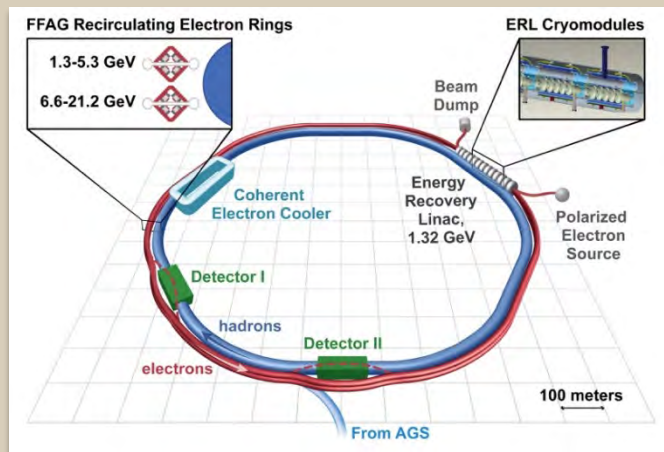 FFAG Recirculating Electron Rings
1.3-5.3 GeV
6.6-21.2 GeV
ERL Cryomodules
Beam
Dump
Energy
Recovery
Linac,
1.32 GeV
Polarized
Electron
Source
Coherent
Electron Cooler
Detector I
hadrons
Detector II
electrons
100 meters
From AGS